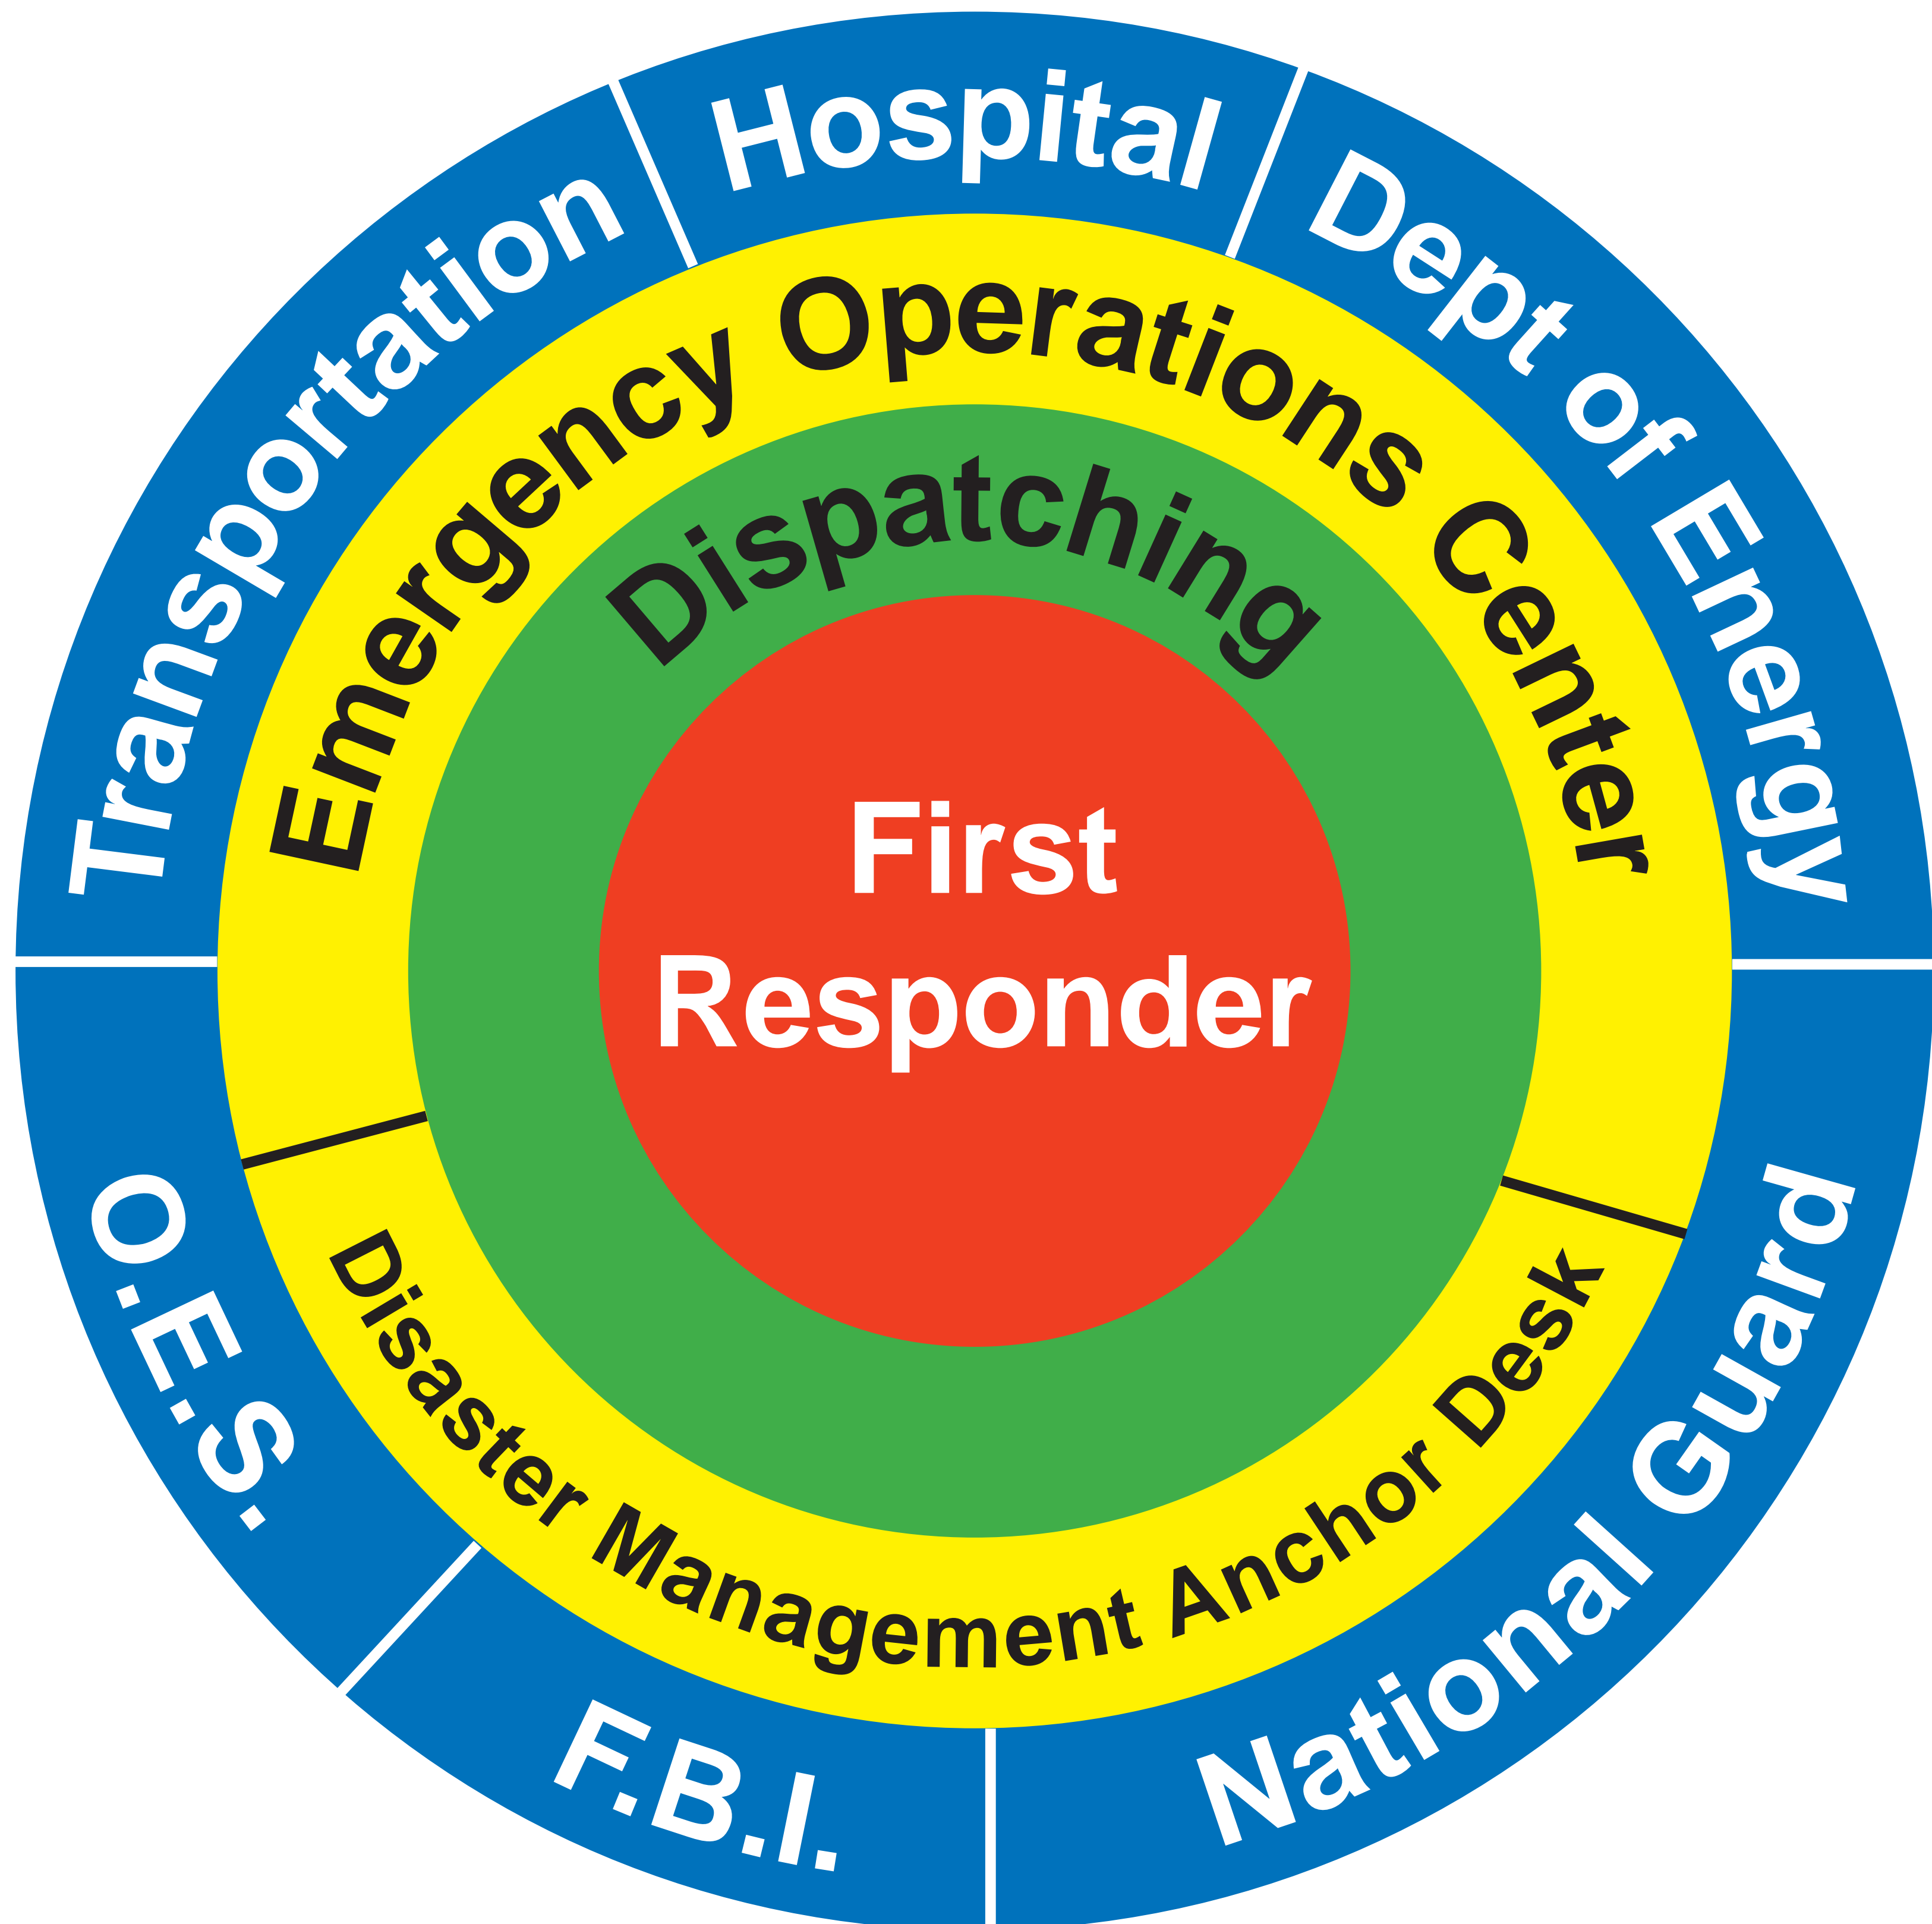 Hospital
Dept of Energy
National Guard
F.B.I.
O.E.S.
Transportation
Emergency Operations Center
Disaster Management Anchor Desk
Dispatching
First
Responder